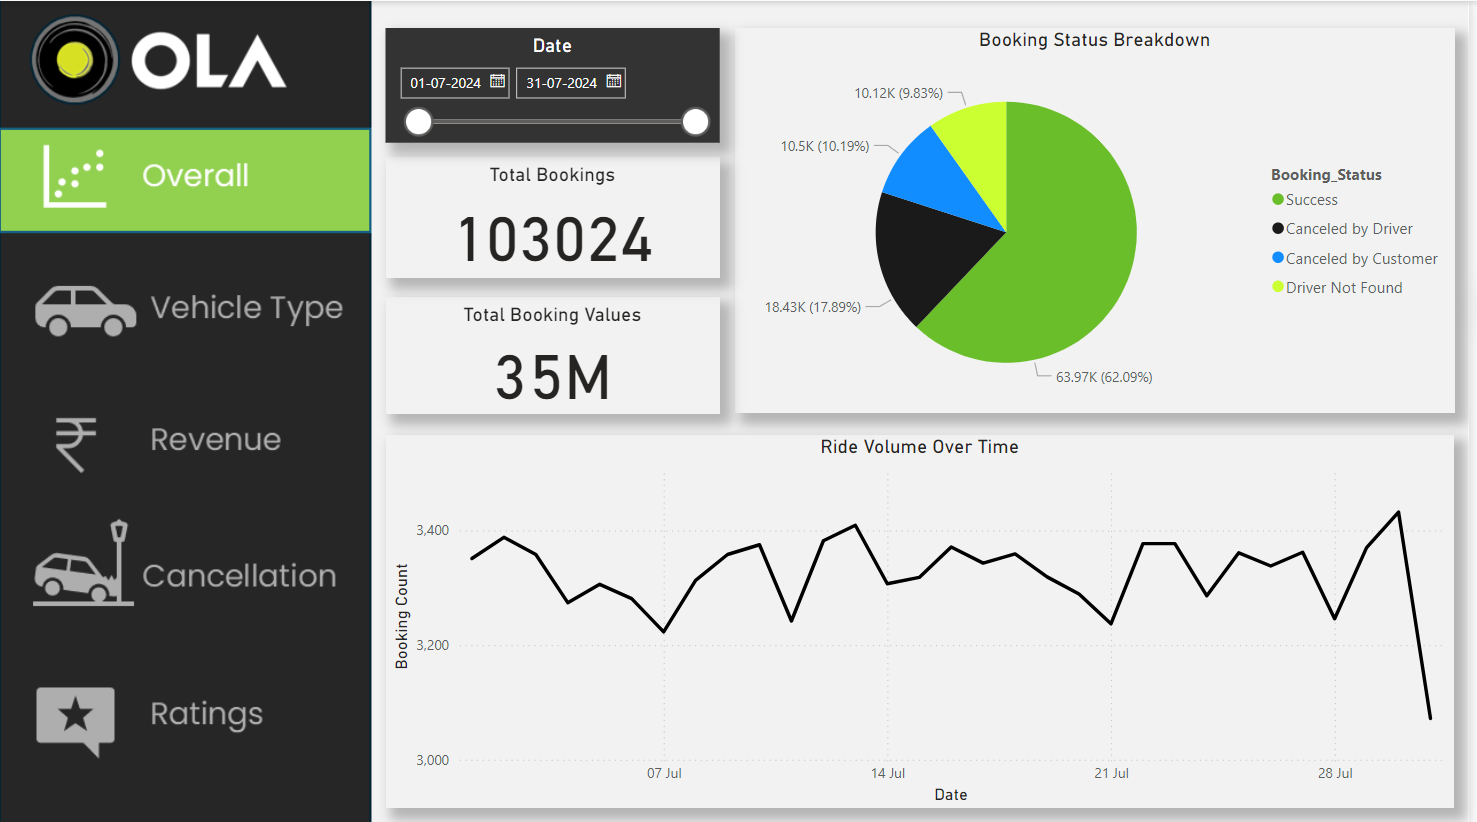 OLA
Overall
Vehicle Type
Revenue
Cancellation
Ratings
Date
01-07-2024 31-07-2024
Total Bookings
103024
Total Booking Values
35M
Booking Status Breakdown
10.12K (9.83%)
10.5K (10.19%)
18.43K (17.89%)
63.97K (62.09%)
Booking_Status
Success
Canceled by Driver
Canceled by Customer
Driver Not Found
Ride Volume Over Time
Booking Count
3,400
3,200
3,000
07 Jul 14 Jul 21 Jul 28 Jul
Date